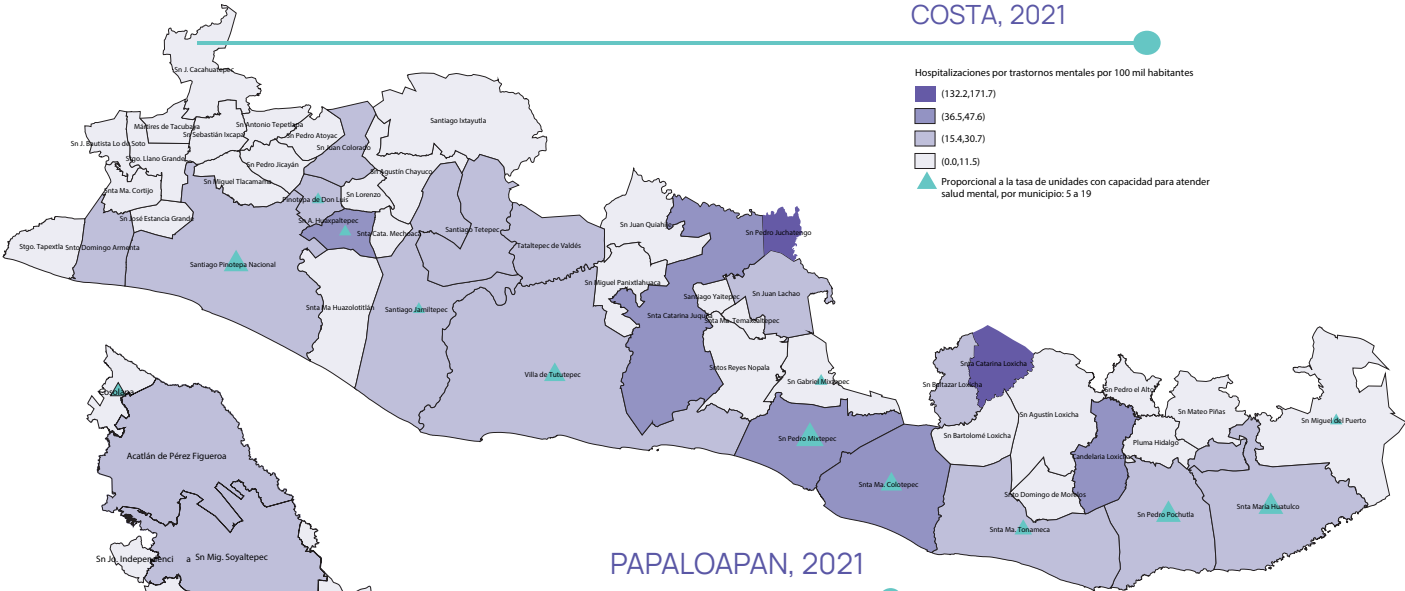 COSTA, 2021
Hospitalizaciones por trastornos mentales por 100 mil habitantes
(132.2,171.7)
(36.5,47.6)
(15.4,30.7)
(0.0,11.5)
Proporcional a la tasa de unidades con capacidad para atender
salud mental, por municipio: 5 a 19
Sn J. Cacahuatepec
Mártires de Tacubaya
Sn Antonio Tepetlapa
Santiago Ixtayutla
Sn Sebastián Ixcapa
Sn Pedro Atoyac
Sn J. Bautista Lo de Soto
Sn Juan Colorado
Stgo. Llano Grande
Sn Pedro Jicayán
Sn Agustín Chayuco
Sn Miguel Tlacamama
Snta Ma. Cortijo
Sn Lorenzo
Pinotepa de Don Luis
Sn José Estancia Grande
Sn A. Huaxpaltepec
Snta Cata. Mechoaca
Santiago Tetepec
Sn Juan Quiahije
Sn Pedro Juchatengo
Stgo. Tapextla
Snto Domingo Armenta
Tataltepec de Valdés
Santiago Pinotepa Nacional
Sn Miguel Panixtlahuaca
Santiago Yaitepec
Sn Juan Lachao
Snta Ma Huazolotitlán
Santiago Jamiltepec
Snta Catarina Juquila
Snta Ma. Temaxcaltepec
Villa de Tututepec
Sntos Reyes Nopala
Sn Gabriel Mixtepec
Snta Catarina Loxicha
Sn Baltazar Loxicha
Sn Pedro el Alto
Sn Agustín Loxicha
Sn Mateo Piñas
Sn Miguel del Puerto
Sn Pedro Mixtepec
Sn Bartolomé Loxicha
Pluma Hidalgo
Candelaria Loxicha
Snta Ma. Colotepec
Snto Domingo de Morelos
Snta María Huatulco
Sn Pedro Pochutla
Snta Ma. Tonameca
Cosolapa
Acatlán de Pérez Figueroa
Sn Jo. Independenci a
Sn Mig. Soyaltepec
PAPALOAPAN, 2021